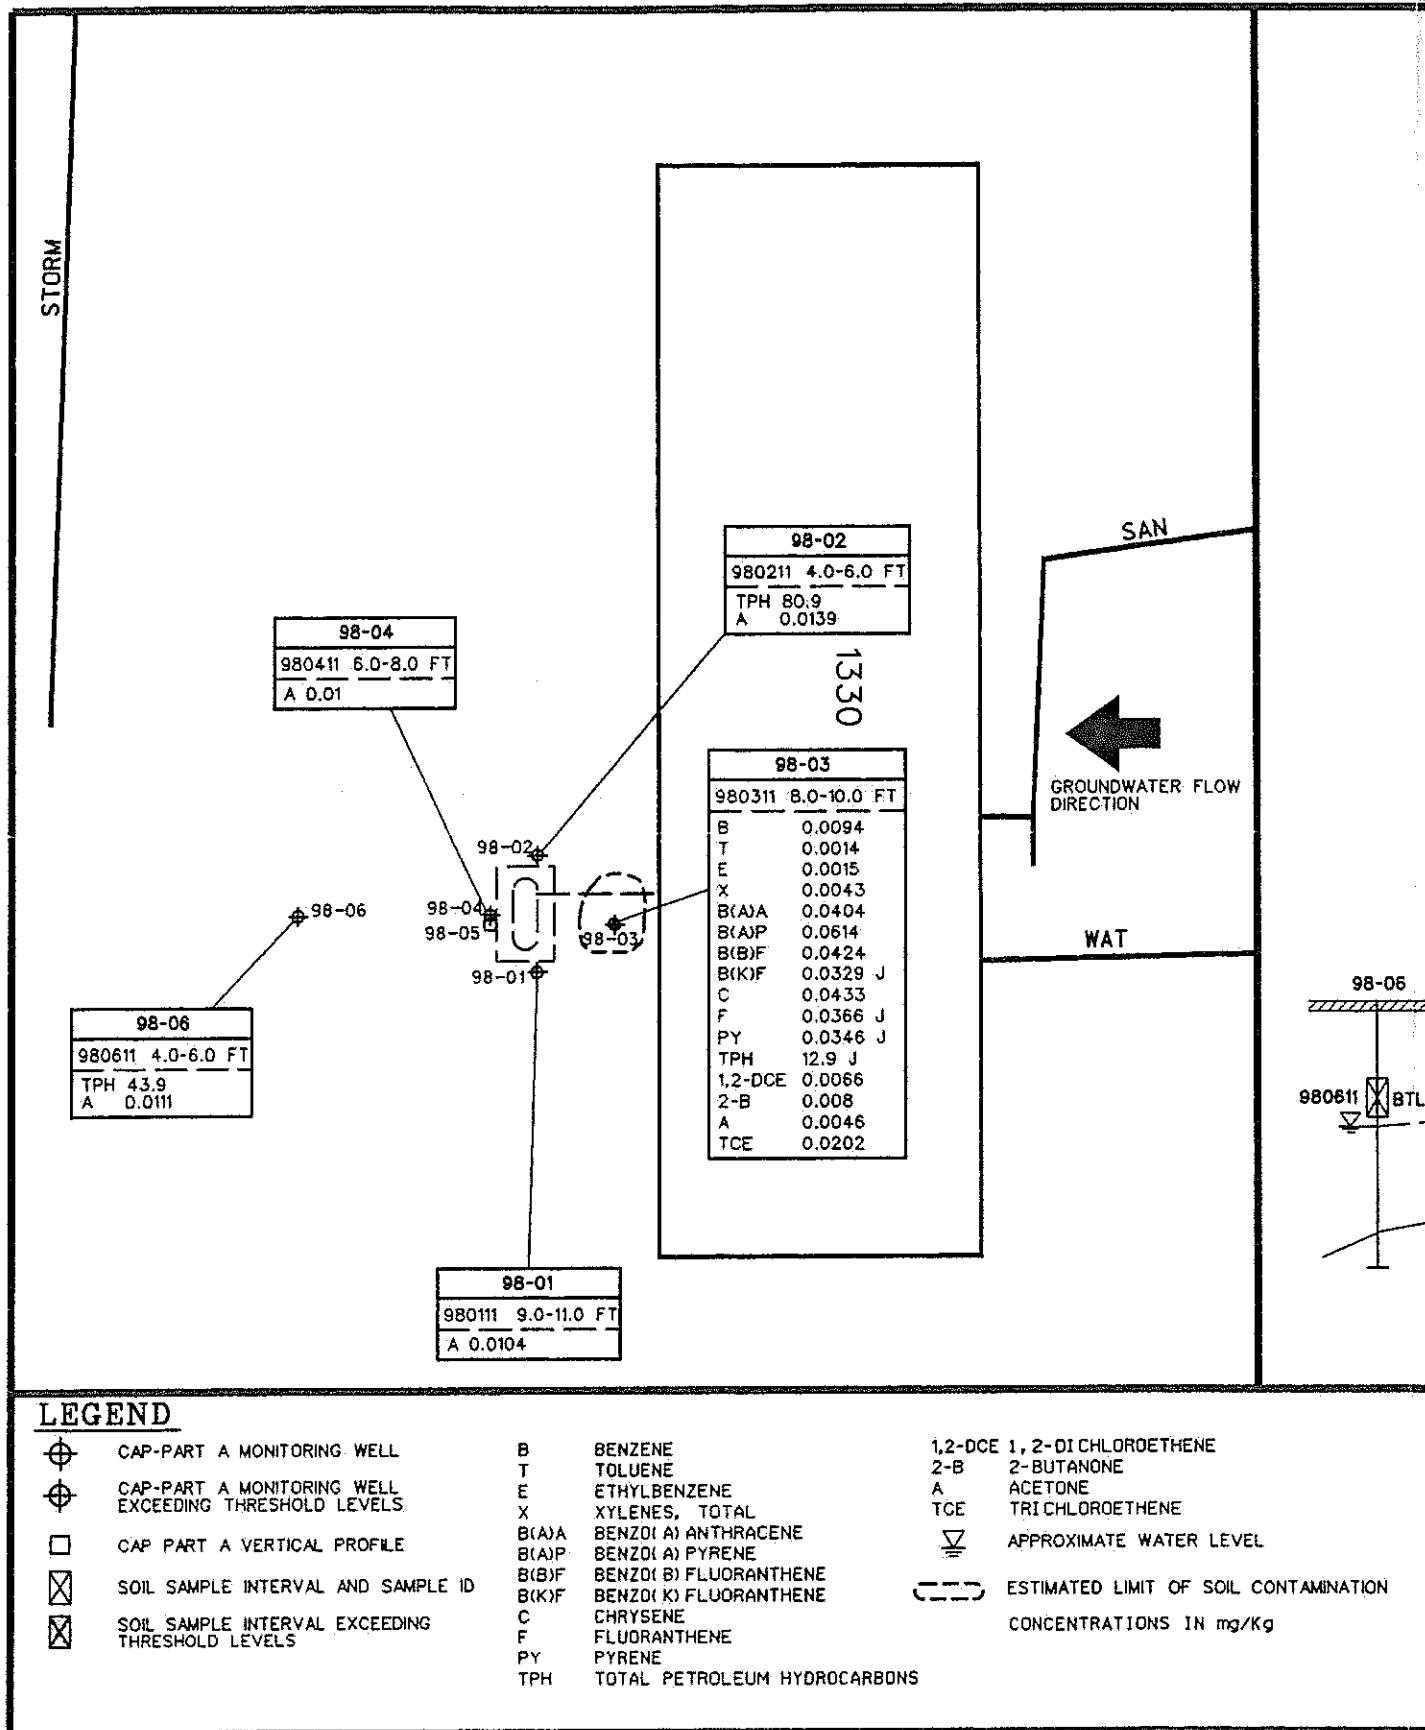 STORM
SAN
98-02
980211 4.0-6.0 FT
TPH 80.9
A 0.0139
98-04
980411 6.0-8.0 FT
A 0.01
1330
98-03
980311 8.0-10.0 FT
B 0.0094
T 0.0014
E 0.0015
X 0.0043
B(A)A 0.0404
B(A)P 0.0614
B(B)F 0.0424
B(K)F 0.0329 J
C 0.0433
F 0.0366 J
PY 0.0346 J
TPH 12.9 J
1,2-DCE 0.0066
2-B 0.008
A 0.0046
TCE 0.0202
GROUNDWATER FLOW
DIRECTION
98-02
98-06
98-04
98-05
98-03
98-01
WAT
98-06
980611 BTL
98-06
980611 4.0-6.0 FT
TPH 43.9
A 0.0111
98-01
980111 9.0-11.0 FT
A 0.0104
LEGEND
CAP-PART A MONITORING WELL
CAP-PART A MONITORING WELL
EXCEEDING THRESHOLD LEVELS
CAP PART A VERTICAL PROFILE
SOIL SAMPLE INTERVAL AND SAMPLE ID
SOIL SAMPLE INTERVAL EXCEEDING
THRESHOLD LEVELS
B BENZENE
T TOLUENE
E ETHYLBENZENE
X XYLENES, TOTAL
B(A)A BENZO(A)ANTHRACENE
B(A)P BENZO(A)PYRENE
B(B)F BENZO(B)FLUORANTHENE
B(K)F BENZO(K)FLUORANTHENE
C CHRYSENE
F FLUORANTHENE
PY PYRENE
TPH TOTAL PETROLEUM HYDROCARBONS
1,2-DCE 1,2-DICHLOROETHENE
2-B 2-BUTANONE
A ACETONE
TCE TRICHLOROETHENE
APPROXIMATE WATER LEVEL
ESTIMATED LIMIT OF SOIL CONTAMINATION
CONCENTRATIONS IN mg/Kg